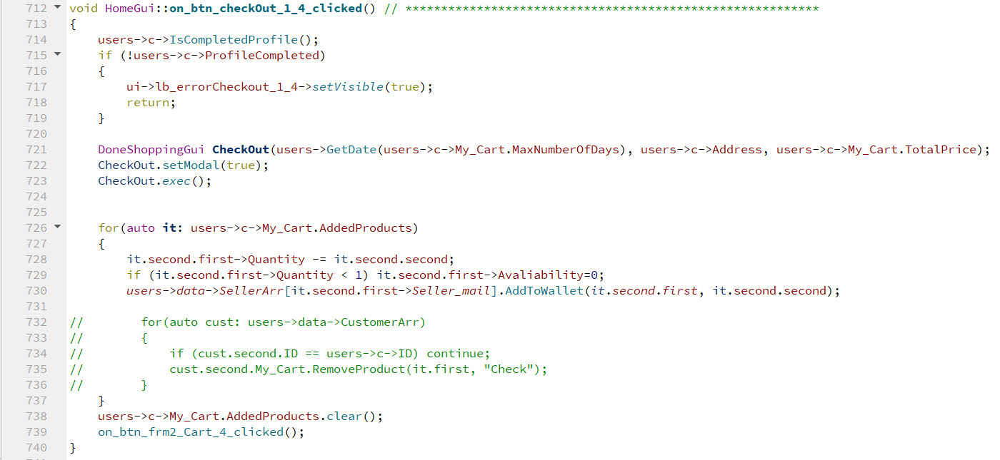 712 void HomeGui::on_btn_checkOut_1_4_clicked() // **********************************************************
713 {
714     users->c->IsCompletedProfile();
715     if (!users->c->ProfileCompleted)
716     {
717         ui->lb_errorCheckout_1_4->setVisible(true);
718         return;
719     }
720
721     DoneShoppingGui CheckOut(users->GetDate(users->c->My_Cart.MaxNumberOfDays), users->c->Address, users->c->My_Cart.TotalPrice);
722     CheckOut.setModal(true);
723     CheckOut.exec();
724
725
726     for(auto it: users->c->My_Cart.AddedProducts)
727     {
728         it.second.first->Quantity -= it.second.second;
729         if (it.second.first->Quantity < 1) it.second.first->Avaliability=0;
730         users->data->SellerArr[it.second.first->Seller_mail].AddToWallet(it.second.first, it.second.second);
731
732 //        for(auto cust: users->data->CustomerArr)
733 //        {
734 //            if (cust.second.ID == users->c->ID) continue;
735 //            cust.second.My_Cart.RemoveProduct(it.first, "Check");
736 //        }
737     }
738     users->c->My_Cart.AddedProducts.clear();
739     on_btn_frm2_Cart_4_clicked();
740 }